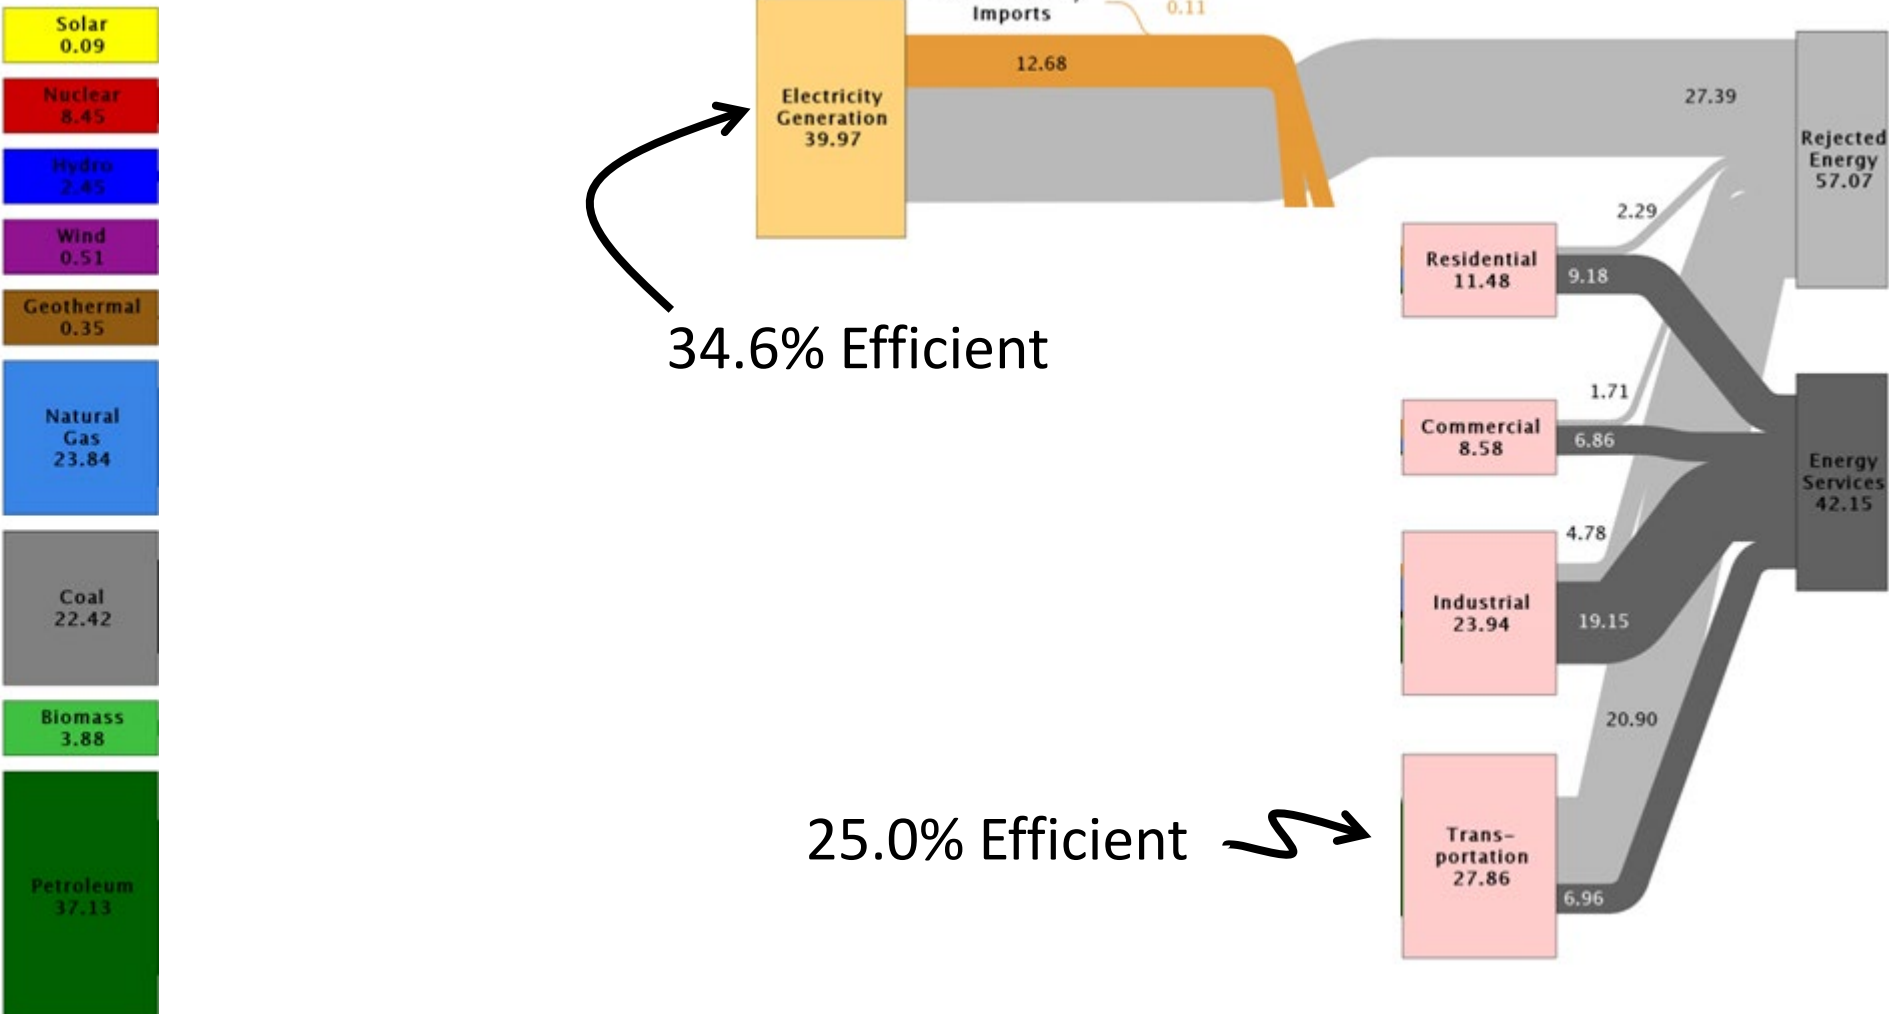 Solar
0.09
Nuclear
8.45
Hydro
2.45
Wind
0.51
Geothermal
0.35
Natural
Gas
23.84
Coal
22.42
Biomass
3.88
Petroleum
37.13
Imports
0.11
12.68
Electricity
Generation
39.97
34.6% Efficient
25.0% Efficient
27.39
Rejected
Energy
57.07
2.29
Residential
11.48
9.18
1.71
Commercial
8.58
6.86
Energy
Services
42.15
4.78
Industrial
23.94
19.15
20.90
Trans-
portation
27.86
6.96